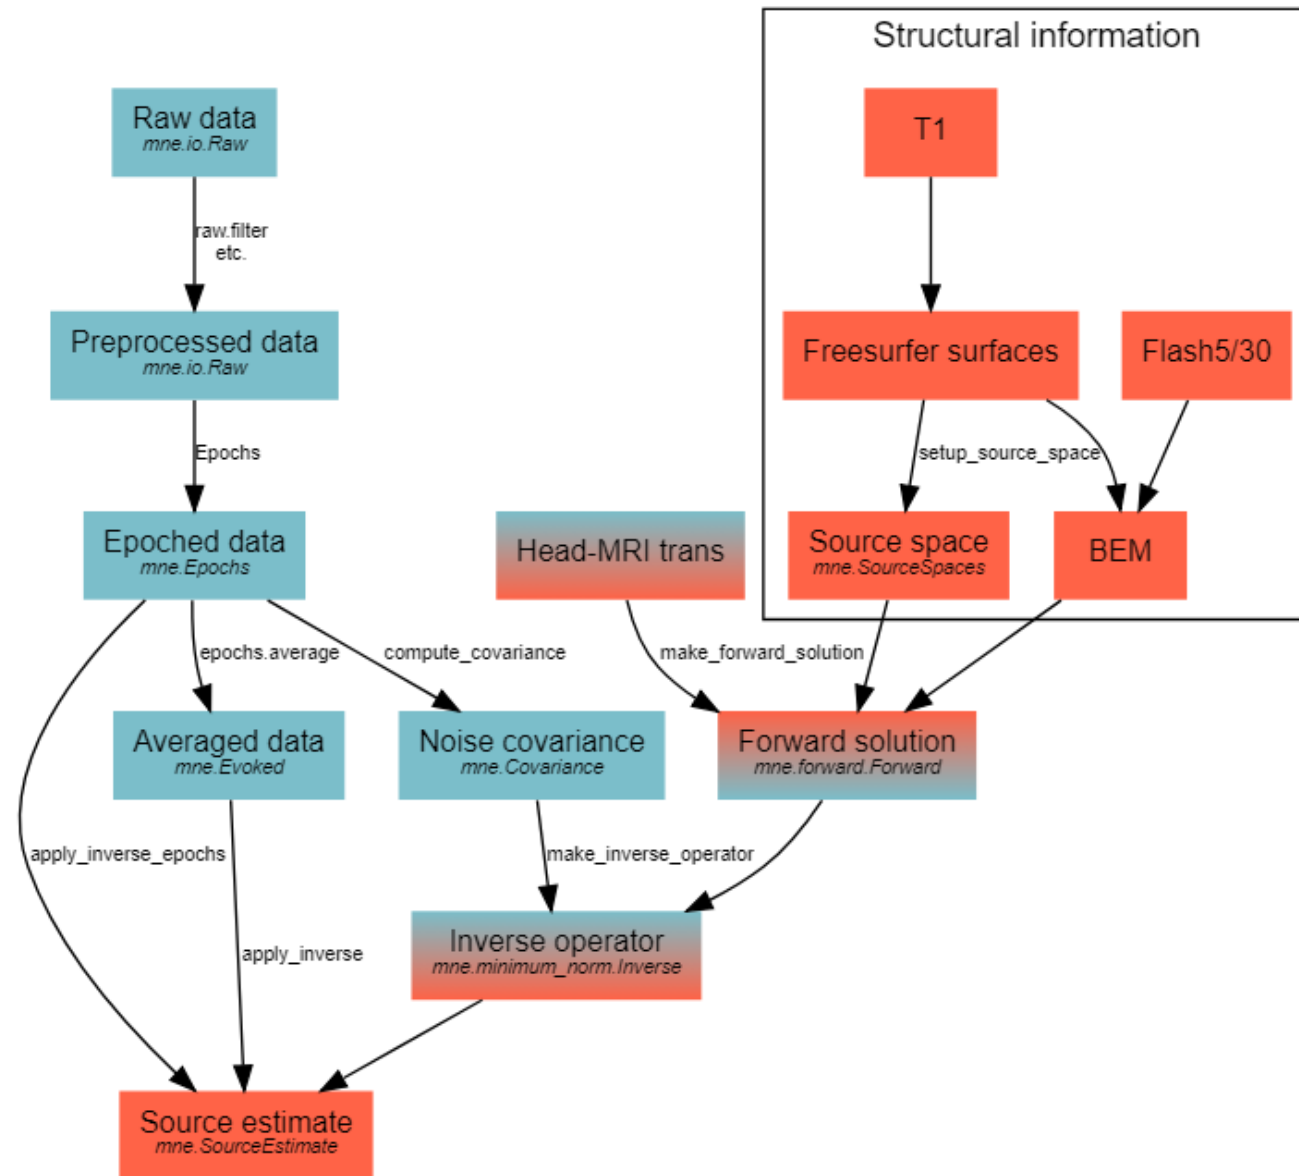 Structural information
Raw data
mne.io.Raw
T1
raw.filter
etc.
Preprocessed data
mne.io.Raw
Freesurfer surfaces
Flash5/30
Epochs
setup_source_space
Epoched data
mne.Epochs
Head-MRI trans
Source space
mne.SourceSpaces
BEM
epochs.average
compute_covariance
make_forward_solution
Averaged data
mne.Evoked
Noise covariance
mne.Covariance
Forward solution
mne.forward.Forward
apply_inverse_epochs
make_inverse_operator
apply_inverse
Inverse operator
mne.minimum_norm.Inverse
Source estimate
mne.SourceEstimate